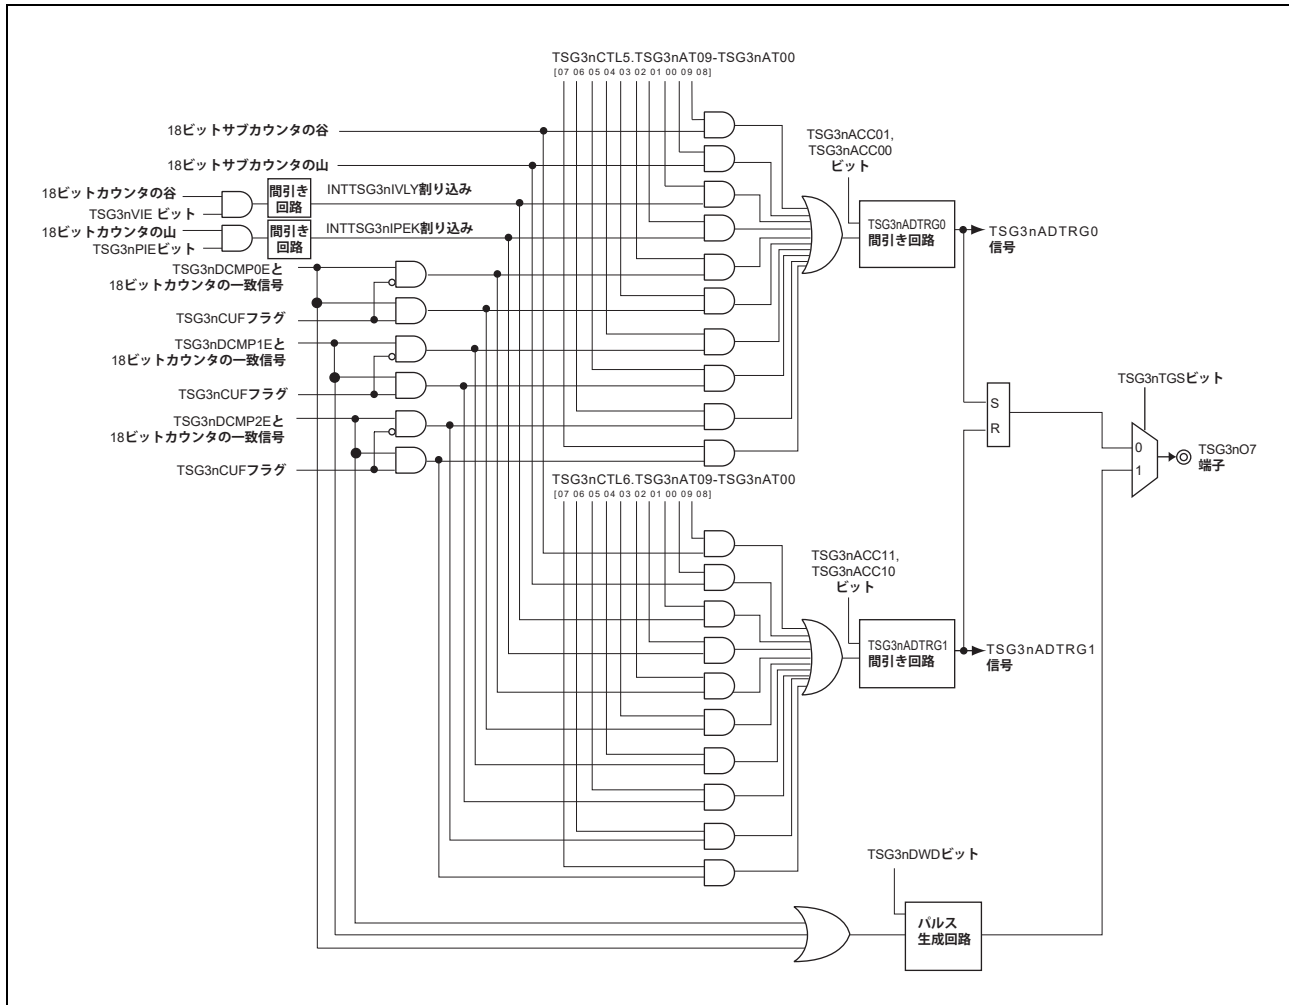 TSG3nCTL5.TSG3nAT09-TSG3nAT00
[07 06 05 04 03 02 01 00 09 08]
18ビットサブカウンタの谷
18ビットサブカウンタの山
18ビットカウンタの谷
TSG3nVIE ビット
間引き
回路
INTTSG3nIVLY割り込み
18ビットカウンタの山
TSG3nPIEビット
間引き
回路
INTTSG3nIPEK割り込み
TSG3nDCMP0Eと
18ビットカウンタの一致信号
TSG3nCUFフラグ
TSG3nDCMP1Eと
18ビットカウンタの一致信号
TSG3nCUFフラグ
TSG3nDCMP2Eと
18ビットカウンタの一致信号
TSG3nCUFフラグ
TSG3nACC01,
TSG3nACC00
ビット
TSG3nADTRG0
間引き回路
TSG3nADTRG0
信号
S
R
TSG3nTGSビット
0
1
TSG3nO7
端子
TSG3nCTL6.TSG3nAT09-TSG3nAT00
[07 06 05 04 03 02 01 00 09 08]
TSG3nACC11,
TSG3nACC10
ビット
TSG3nADTRG1
間引き回路
TSG3nADTRG1
信号
TSG3nDWDビット
パルス
生成回路